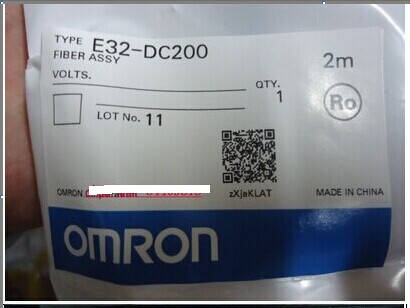 TYPE E32-DC200
FIBER ASSY
2m
VOLTS.
QTY.
1
Ro
LOT No. 11
OMRON
zXjaKLAT
MADE IN CHINA
OMRON